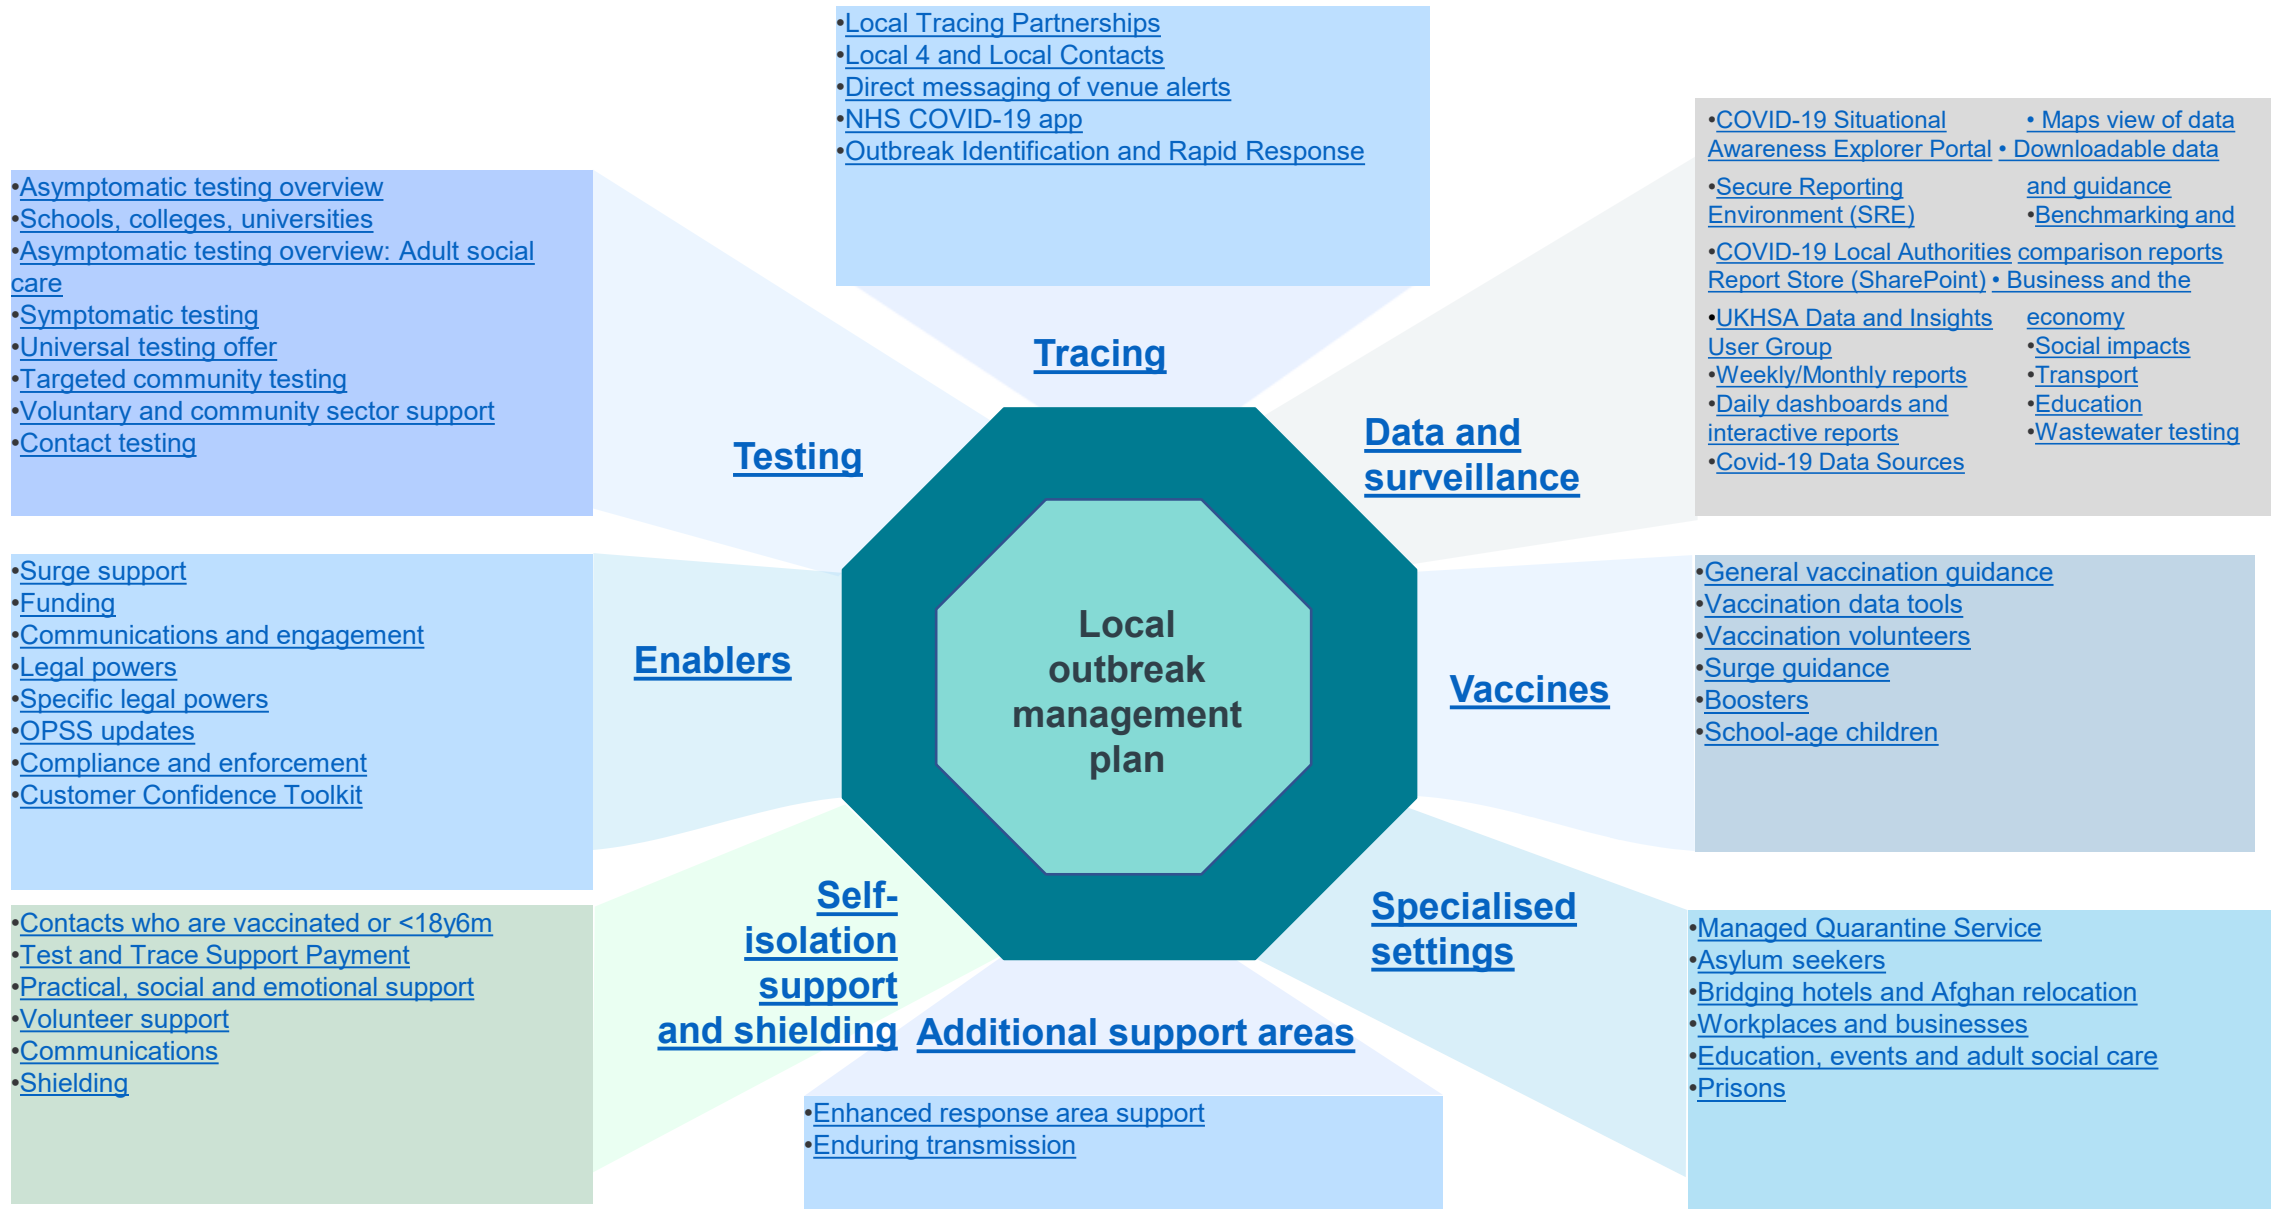 •Local Tracing Partnerships
•Local 4 and Local Contacts
•Direct messaging of venue alerts
•NHS COVID-19 app
•Outbreak Identification and Rapid Response
Tracing
•Asymptomatic testing overview
•Schools, colleges, universities
•Asymptomatic testing overview: Adult social
care
•Symptomatic testing
•Universal testing offer
•Targeted community testing
•Voluntary and community sector support
•Contact testing
Testing
•COVID-19 Situational
Awareness Explorer Portal
•Secure Reporting
Environment (SRE)
•COVID-19 Local Authorities
Report Store (SharePoint)
•UKHSA Data and Insights
User Group
•Weekly/Monthly reports
•Daily dashboards and
interactive reports
•Covid-19 Data Sources
• Maps view of data
• Downloadable data
and guidance
•Benchmarking and
comparison reports
• Business and the
economy
•Social impacts
•Transport
•Education
•Wastewater testing
Data and
surveillance
•Surge support
•Funding
•Communications and engagement
•Legal powers
•Specific legal powers
•OPSS updates
•Compliance and enforcement
•Customer Confidence Toolkit
Enablers
Local
outbreak
management
plan
Vaccines
•General vaccination guidance
•Vaccination data tools
•Vaccination volunteers
•Surge guidance
•Boosters
•School-age children
•Contacts who are vaccinated or <18y6m
•Test and Trace Support Payment
•Practical, social and emotional support
•Volunteer support
•Communications
•Shielding
Self-
isolation
support
and shielding
Additional support areas
•Enhanced response area support
•Enduring transmission
Specialised
settings
•Managed Quarantine Service
•Asylum seekers
•Bridging hotels and Afghan relocation
•Workplaces and businesses
•Education, events and adult social care
•Prisons